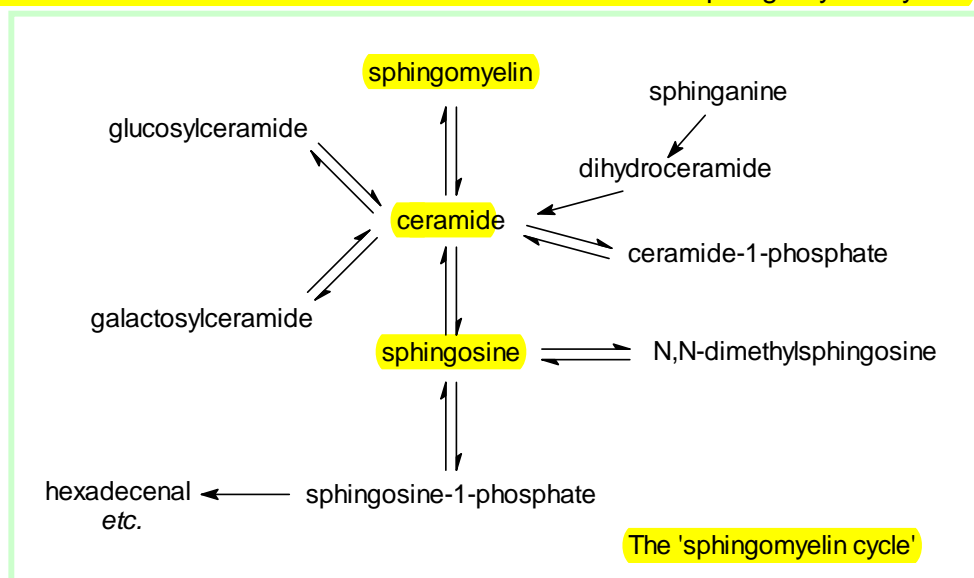 sphingomyelin
sphinganine
glucosylceramide
dihydroceramide
ceramide
ceramide-1-phosphate
galactosylceramide
sphingosine
N,N-dimethylsphingosine
hexadecenal
etc.
sphingosine-1-phosphate
The 'sphingomyelin cycle'